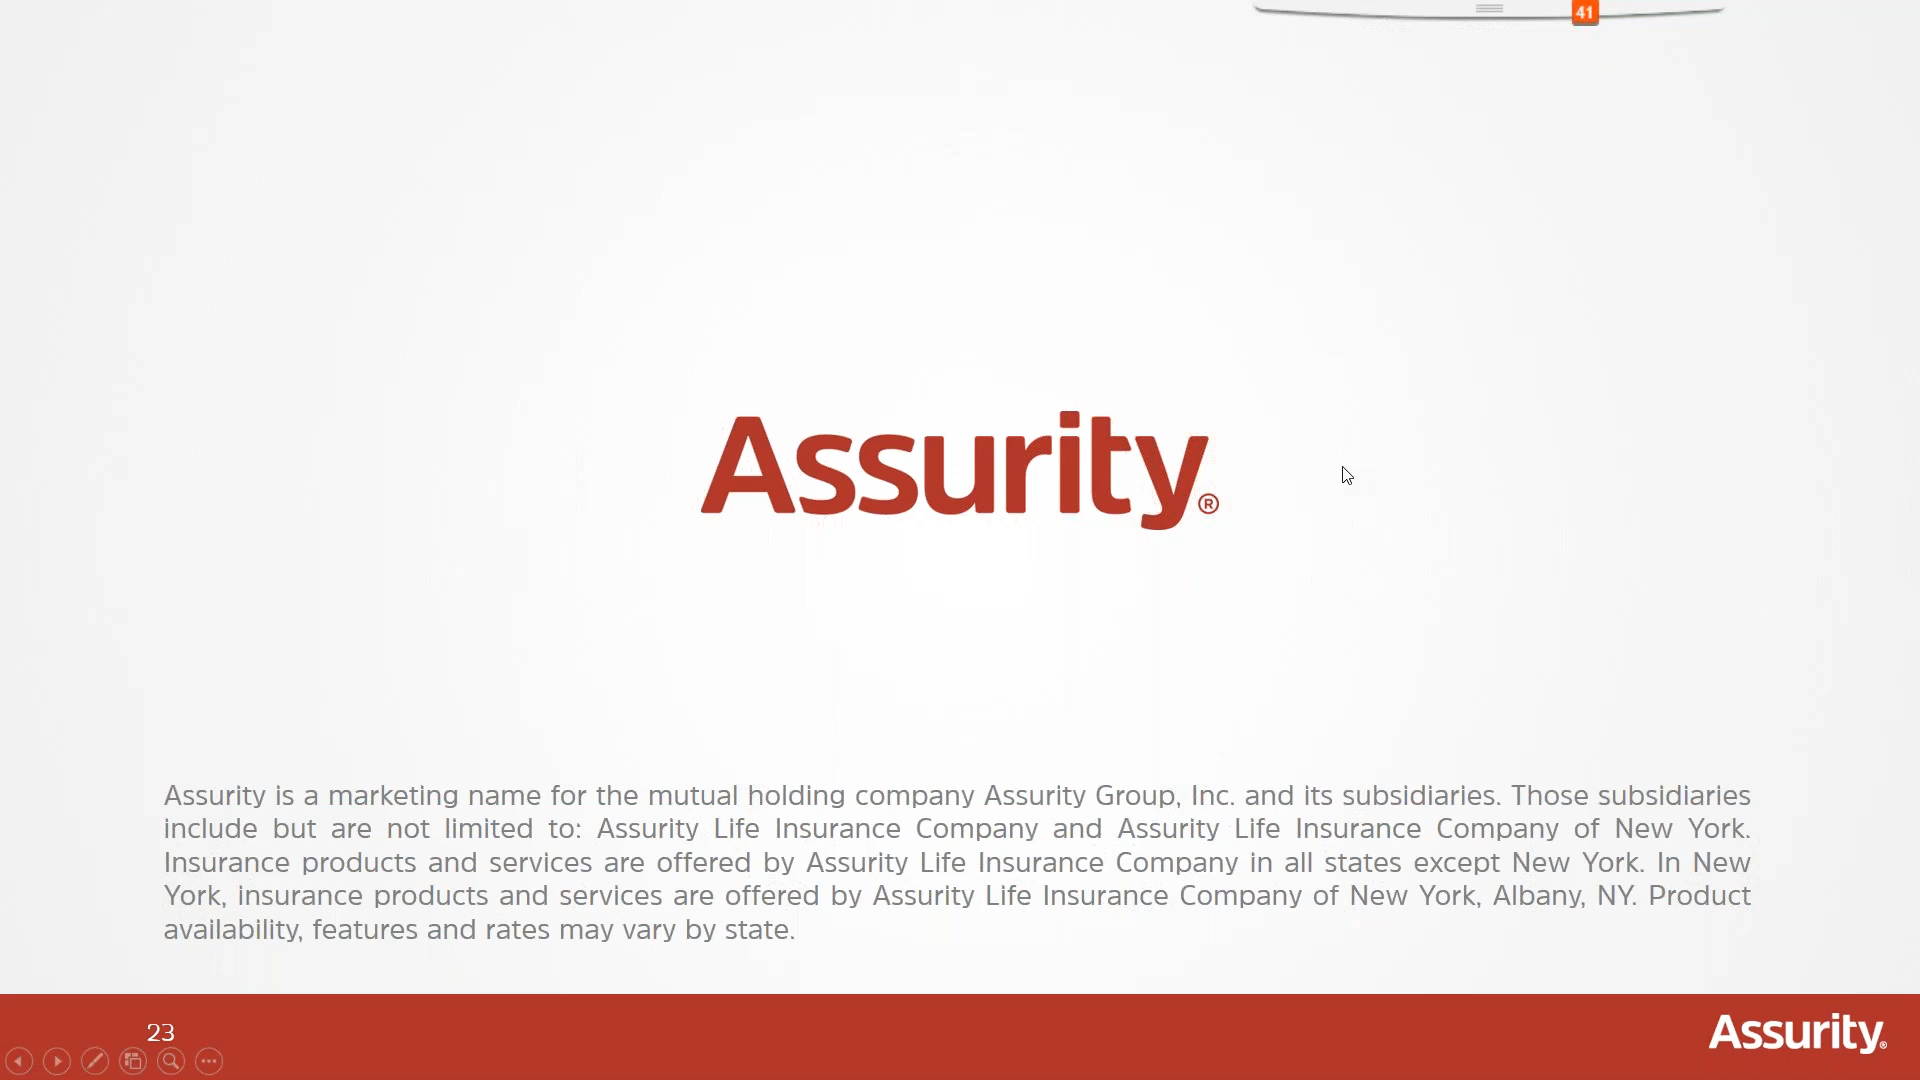 41
Assurity®
Assurity is a marketing name for the mutual holding company Assurity Group, Inc. and its subsidiaries. Those subsidiaries
include but are not limited to: Assurity Life Insurance Company and Assurity Life Insurance Company of New York.
Insurance products and services are offered by Assurity Life Insurance Company in all states except New York. In New
York, insurance products and services are offered by Assurity Life Insurance Company of New York, Albany, NY. Product
availability, features and rates may vary by state.
23
Assurity®